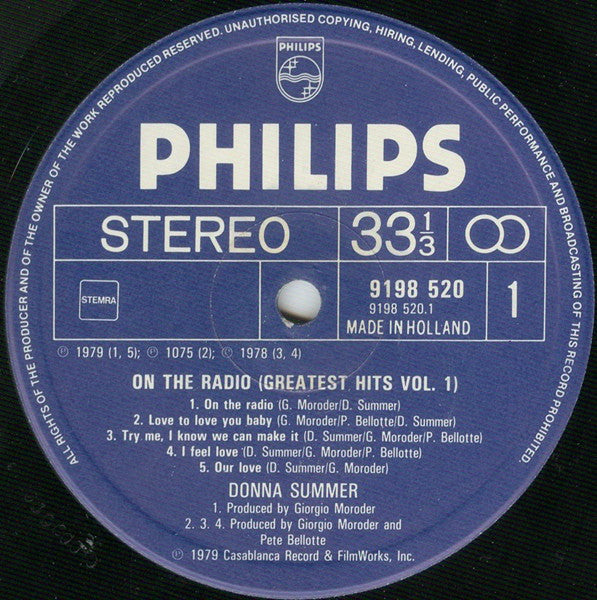 ALL RIGHTS OF THE PRODUCER AND OF THE OWNER OF THE WORK REPRODUCED RESERVED. UNAUTHORISED COPYING, HIRING, LENDING, PUBLIC PERFORMANCE AND BROADCASTING OF THIS RECORD PROHIBITED.
PHILIPS
PHILIPS
STEREO 33 1/3
STEMRA 9198 520 1
9198 520.1
MADE IN HOLLAND
℗ 1979 (1, 5); ℗ 1075 (2); ℗ 1978 (3, 4)
ON THE RADIO (GREATEST HITS VOL. 1)
1. On the radio (G. Moroder/D. Summer)
2. Love to love you baby (G. Moroder/P. Bellotte/D. Summer)
3. Try me, I know we can make it (D. Summer/G. Moroder/P. Bellotte)
4. I feel love (D. Summer/G. Moroder/P. Bellotte)
5. Our love (D. Summer/G. Moroder)
DONNA SUMMER
1. Produced by Giorgio Moroder
2. 3. 4. Produced by Giorgio Moroder and
Pete Bellotte
℗ 1979 Casablanca Record & FilmWorks, Inc.